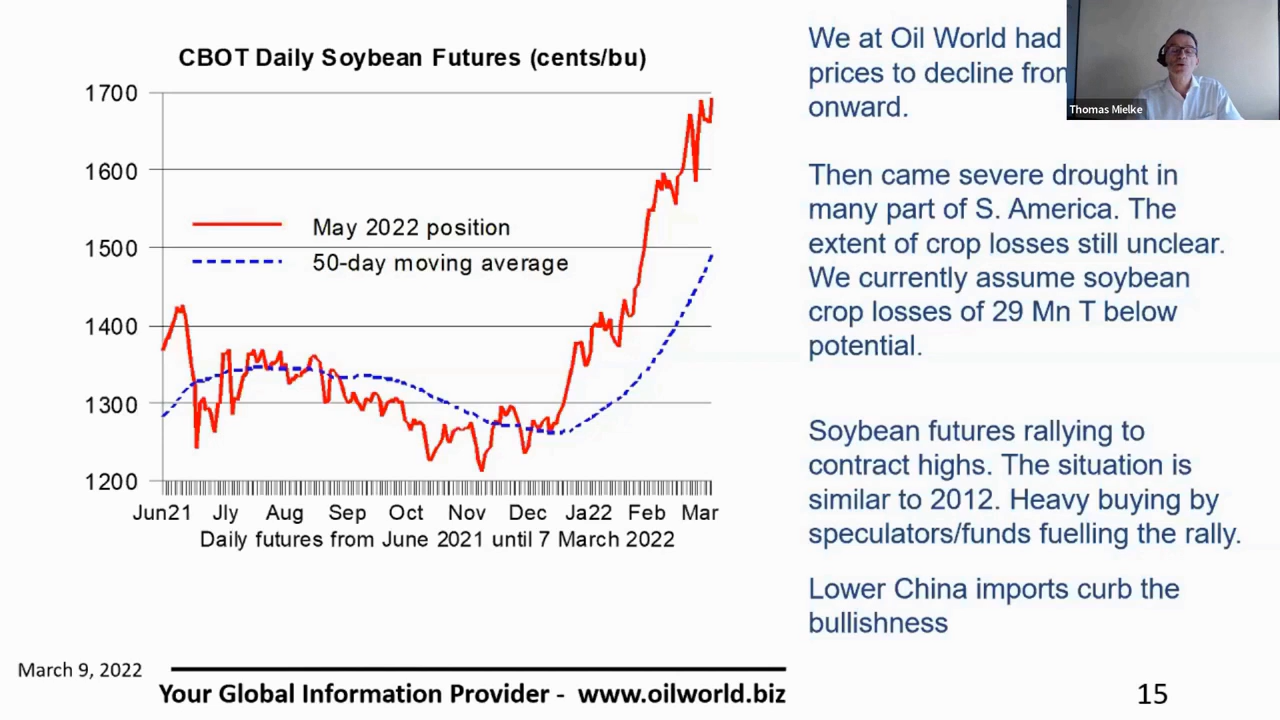 CBOT Daily Soybean Futures (cents/bu)
1700
1600
1500
1400
1300
1200
May 2022 position
50-day moving average
Jun21 Jly Aug Sep Oct Nov Dec Ja22 Feb Mar
Daily futures from June 2021 until 7 March 2022
We at Oil World had
prices to decline
onward.
Thomas Mielke
Then came severe drought in
many part of S. America. The
extent of crop losses still unclear.
We currently assume soybean
crop losses of 29 Mn T below
potential.
Soybean futures rallying to
contract highs. The situation is
similar to 2012. Heavy buying by
speculators/funds fuelling the rally.
Lower China imports curb the
bullishness
March 9, 2022
Your Global Information Provider - www.oilworld.biz
15